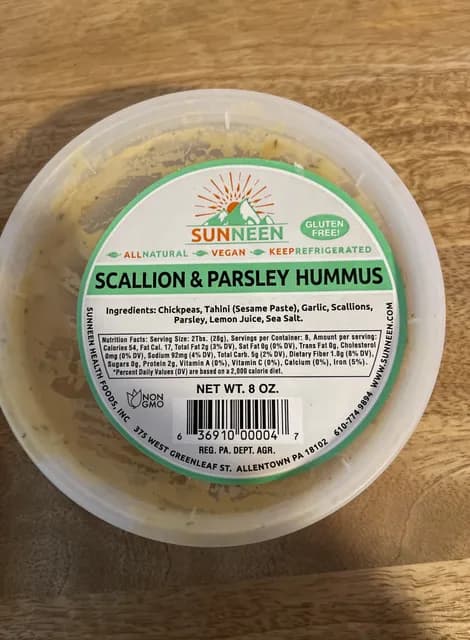 SUNNEEN
GLUTEN
FREE!
ALLNATURAL VEGAN KEEPREFRIGERATED
SCALLION & PARSLEY HUMMUS
Ingredients: Chickpeas, Tahini (Sesame Paste), Garlic, Scallions,
Parsley, Lemon Juice, Sea Salt.
Nutrition Facts: Serving Size: 2Tbs. (28g), Servings per Container: 8, Amount per serving:
Calories 54, Fat Cal. 17, Total Fat 2g (3% DV), Sat Fat 0g (0% DV), Trans Fat 0g, Cholesterol
0mg (0% DV), Sodium 92mg (4% DV), Total Carb. 5g (2% DV), Dietary Fiber 1.0g (0% DV),
Sugars 0g, Protein 2g, Vitamin A (0%), Vitamin C (0%), Calcium (0%), Iron (5%).
*Percent Daily Values (DV) are based on a 2,000 calorie diet.
NET WT. 8 OZ.
NON
GMO
6 36910 00004 7
REG. PA. DEPT. AGR.
SUNNEEN HEALTH FOODS, INC 375 WEST GREENLEAF ST. ALLENTOWN PA 18102 610-774 9894 WWW.SUNNEEN.COM